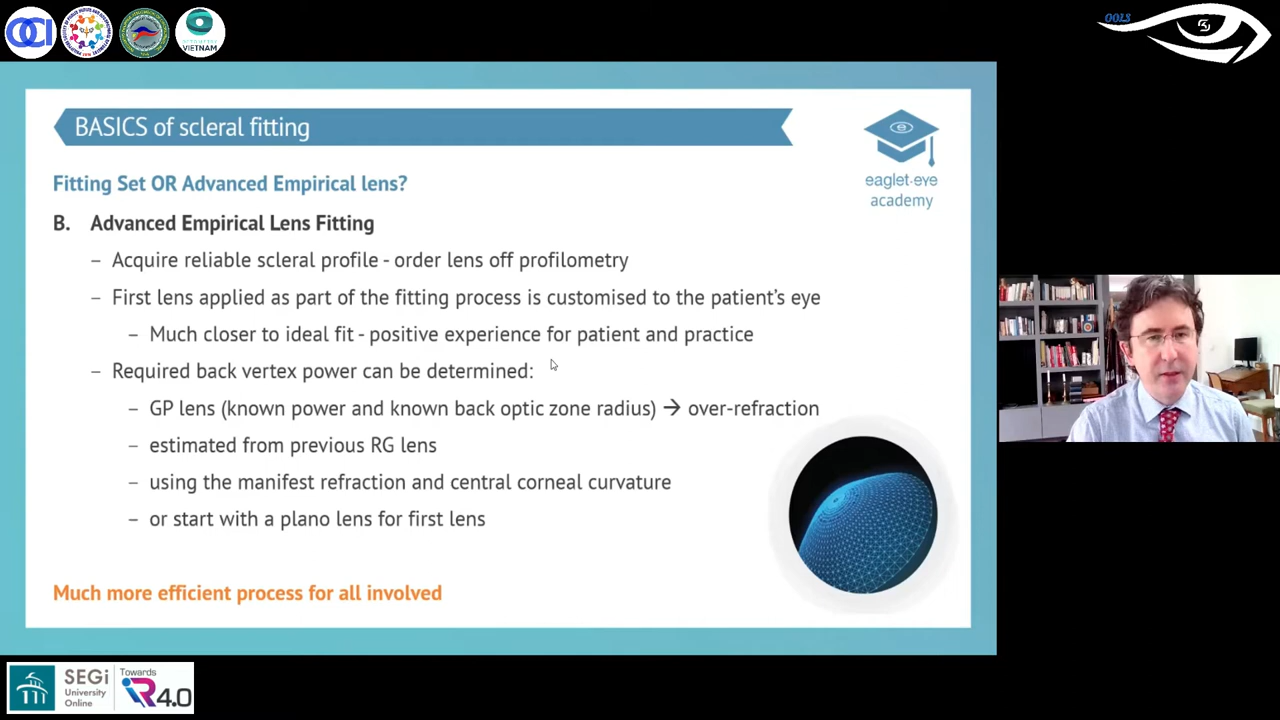 OCI
VIETNAM
OOLS
BASICS of scleral fitting
eaglet-eye
academy
Fitting Set OR Advanced Empirical lens?
B. Advanced Empirical Lens Fitting
– Acquire reliable scleral profile - order lens off profilometry
– First lens applied as part of the fitting process is customised to the patient's eye
– Much closer to ideal fit - positive experience for patient and practice
– Required back vertex power can be determined:
– GP lens (known power and known back optic zone radius) → over-refraction
– estimated from previous RG lens
– using the manifest refraction and central corneal curvature
– or start with a plano lens for first lens
Much more efficient process for all involved
SEGi
University
Online
Towards
iR4.0